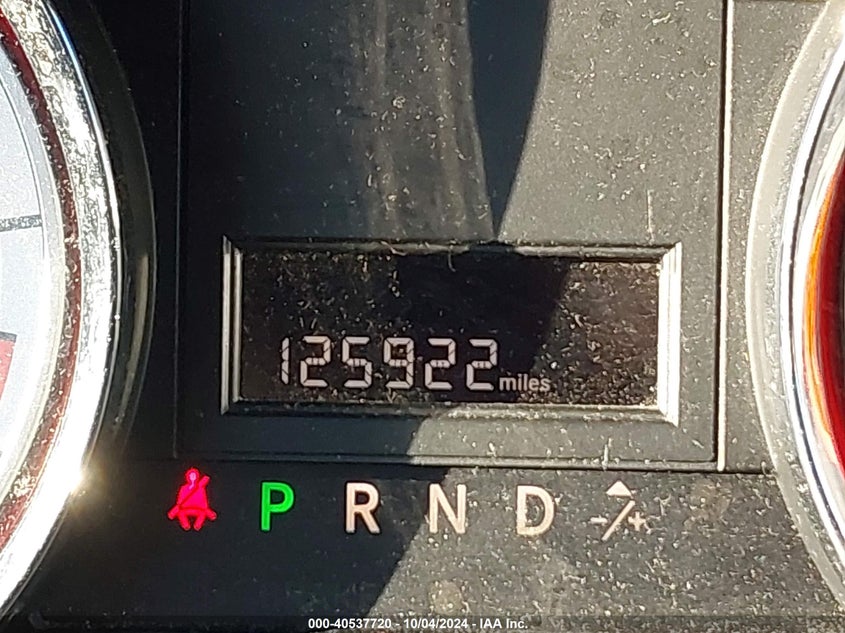 125922 miles
P R N D -/+
000-40537720 - 10/04/2024 - IAA Inc.